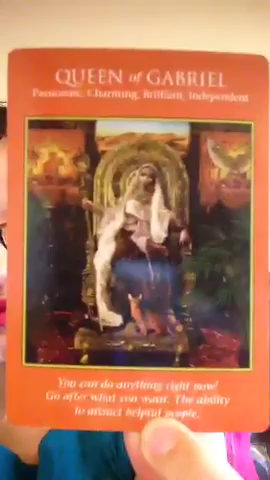 QUEEN of GABRIEL
Passionate, Charming, Brilliant, Independent
You can do anything right now!
Go after what you want. The ability
to attract helpful people.